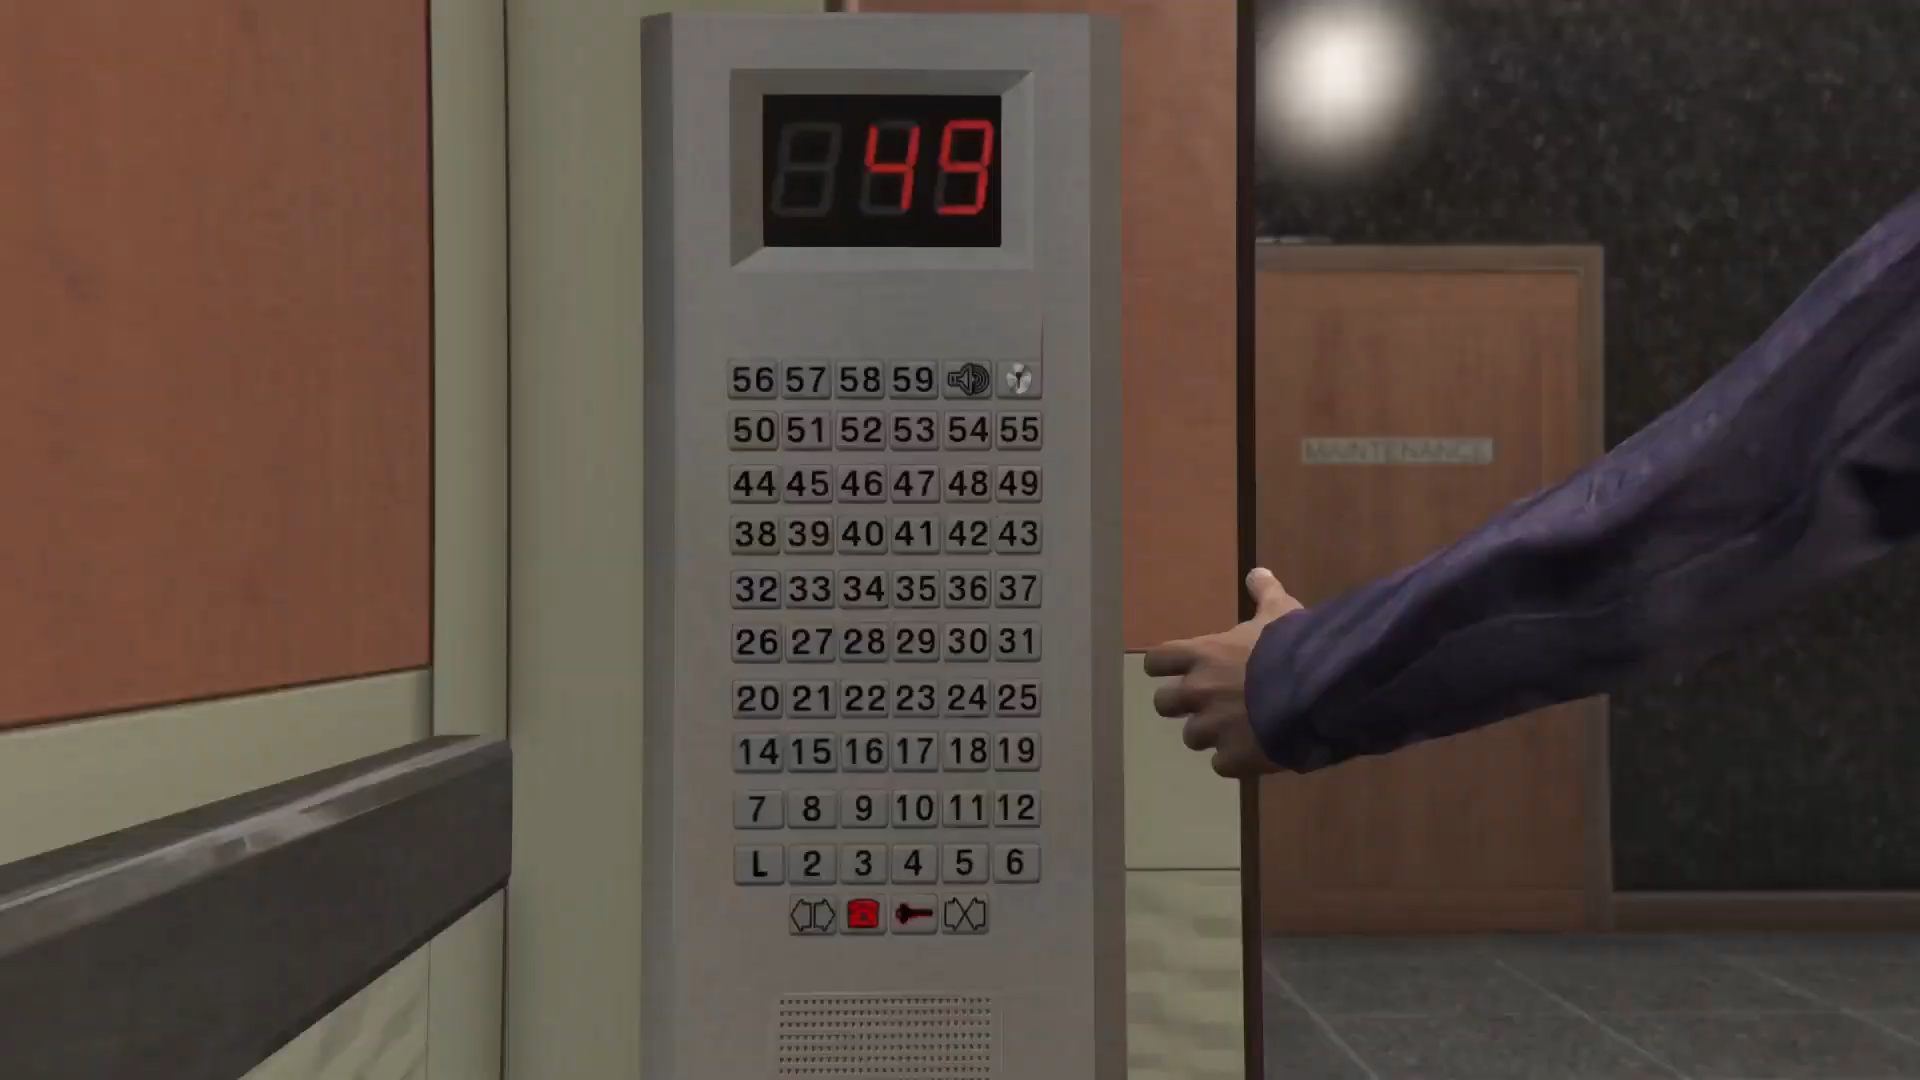 49
56 57 58 59
50 51 52 53 54 55
44 45 46 47 48 49
38 39 40 41 42 43
32 33 34 35 36 37
26 27 28 29 30 31
20 21 22 23 24 25
14 15 16 17 18 19
7 8 9 10 11 12
L 2 3 4 5 6
MAINTENANCE